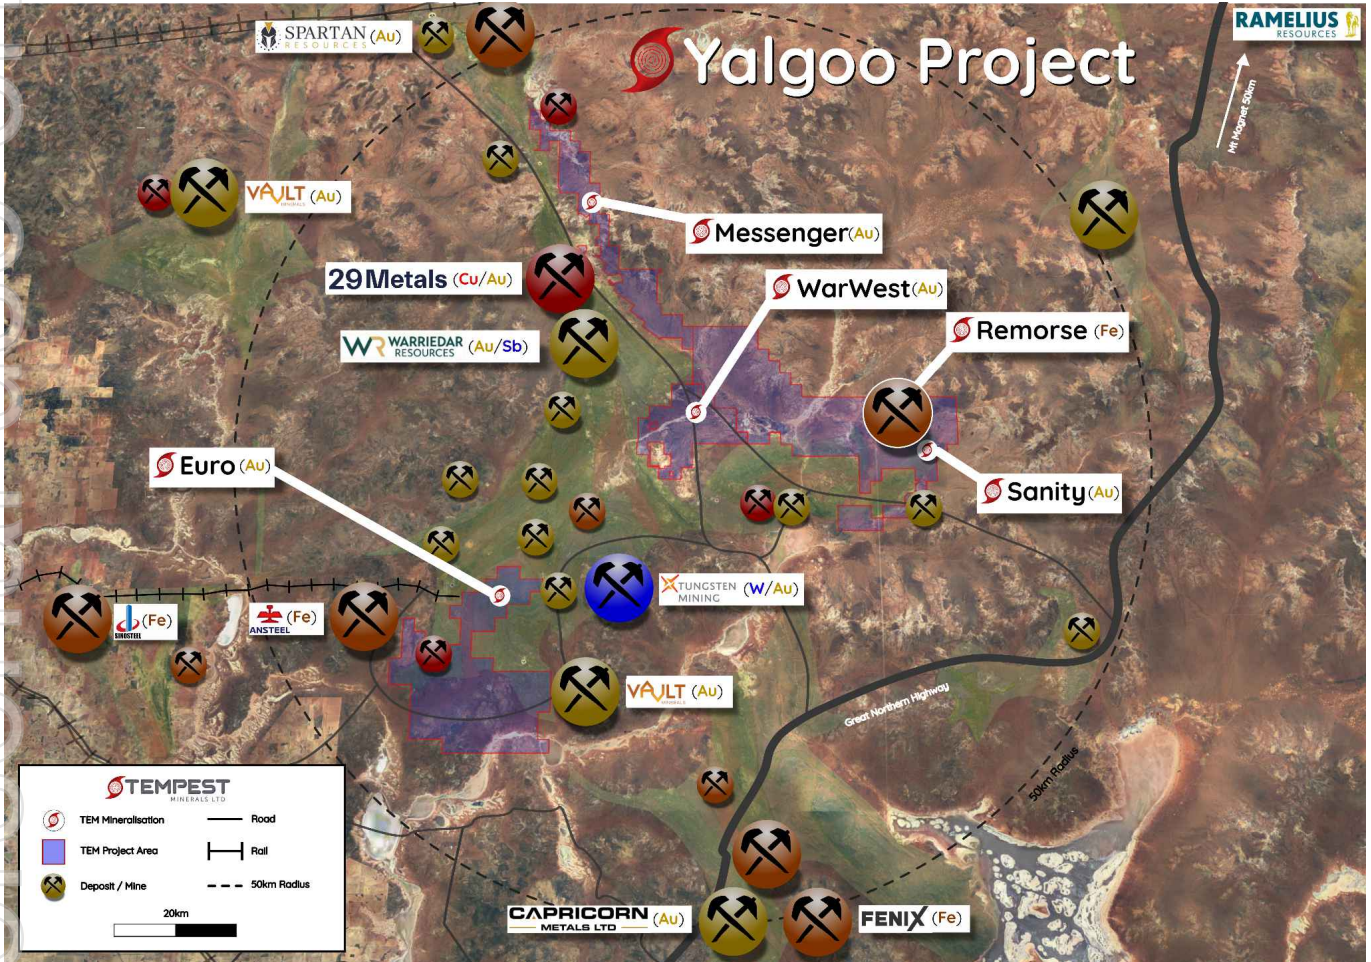 SPARTAN (Au)
RESOURCES
Yalgoo Project
RAMELIUS
RESOURCES
Mt Magnet 50km
VAULT (Au)
MINERALS
Messenger (Au)
29Metals (Cu/Au)
WarWest (Au)
WR WARRIEDAR (Au/Sb)
RESOURCES
Remorse (Fe)
Euro (Au)
Sanity (Au)
TUNGSTEN (W/Au)
MINING
SINOSTEEL (Fe)
ANSTEEL (Fe)
VAULT (Au)
MINERALS
Great Northern Highway
50km Radius
TEMPEST
MINERALS LTD
TEM Mineralisation
Road
TEM Project Area
Rail
Deposit / Mine
50km Radius
20km
CAPRICORN (Au)
METALS LTD
FENIX (Fe)